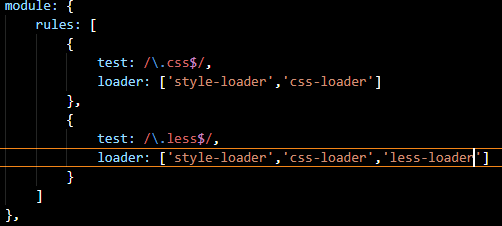 module: {
    rules: [
        {
            test: /\.css$/,
            loader: ['style-loader','css-loader']
        },
        {
            test: /\.less$/,
            loader: ['style-loader','css-loader','less-loader']
        }
    ]
},